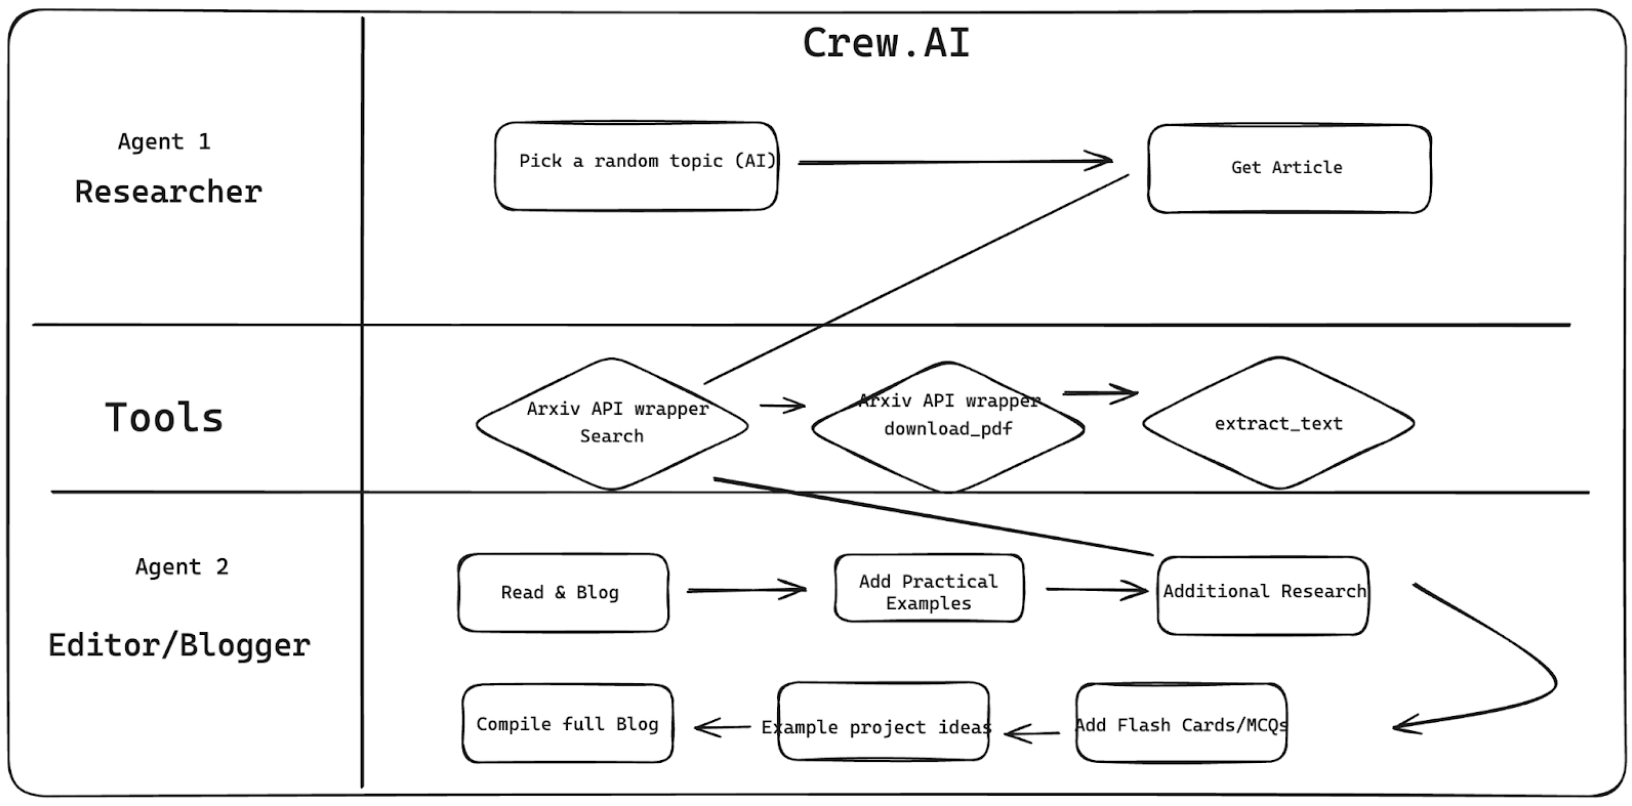 Crew.AI
Agent 1
Researcher
Pick a random topic (AI)
Get Article
Tools
Arxiv API wrapper
Search
Arxiv API wrapper
download_pdf
extract_text
Agent 2
Editor/Blogger
Read & Blog
Add Practical
Examples
Additional Research
Compile full Blog
Example project ideas
Add Flash Cards/MCQs